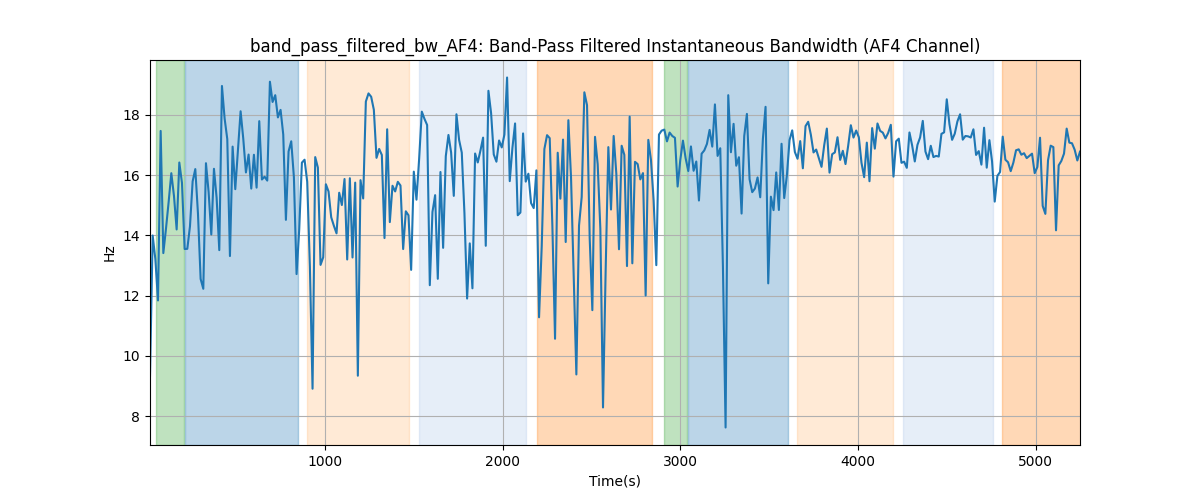 band_pass_filtered_bw_AF4: Band-Pass Filtered Instantaneous Bandwidth (AF4 Channel)
18
16
14
12
10
8
Hz
1000 2000 3000 4000 5000
Time(s)